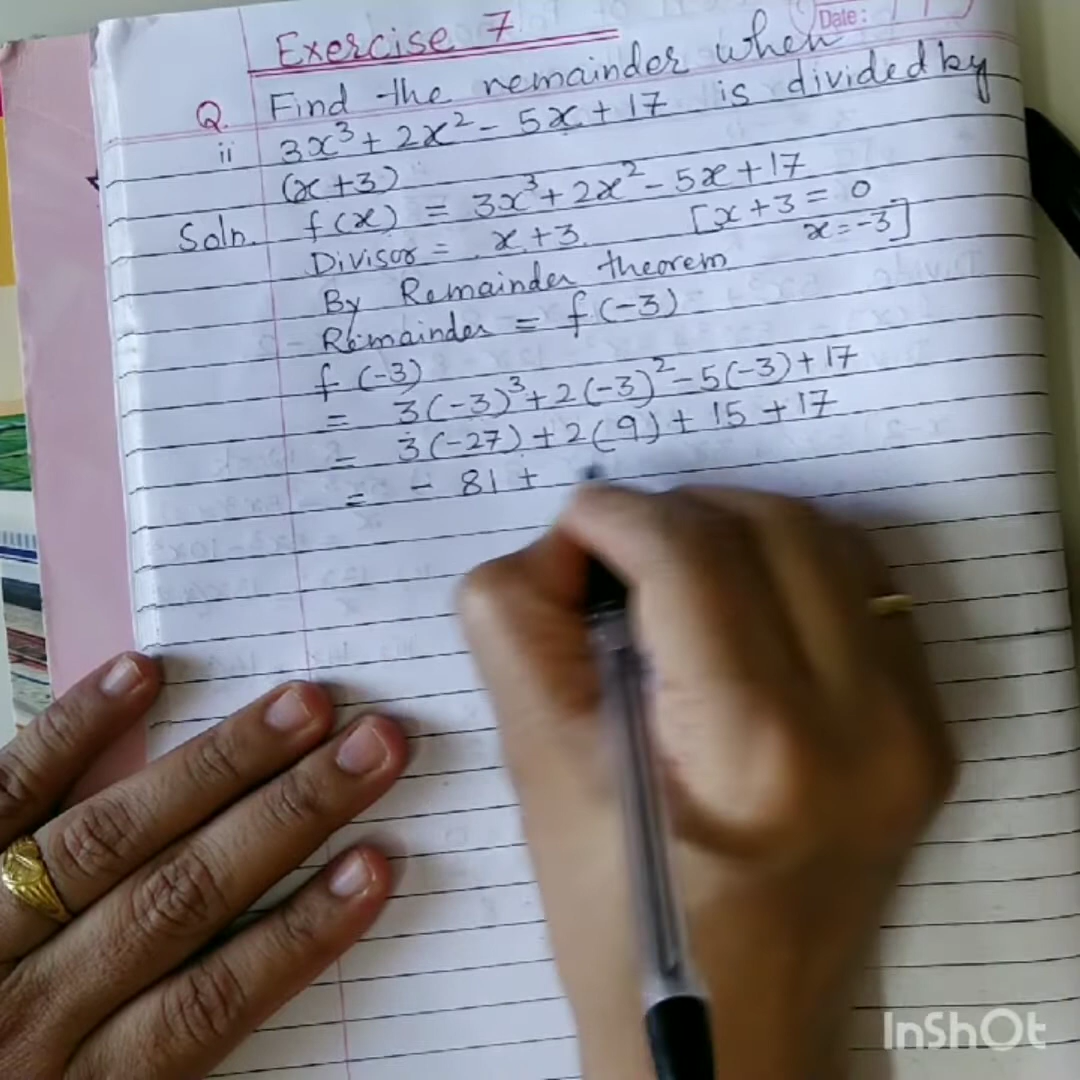 Date:
Exercise 7
Q. Find the remainder when
ii 3x³ + 2x² - 5x + 17 is divided by
(x + 3)
Soln. f(x) = 3x³ + 2x² - 5x + 17
Divisor = x + 3. [x + 3 = 0
x = -3]
By Remainder theorem
Remainder = f(-3)
f(-3)
= 3(-3)³ + 2(-3)² - 5(-3) + 17
= 3(-27) + 2(9) + 15 + 17
= - 81 +
InShOt